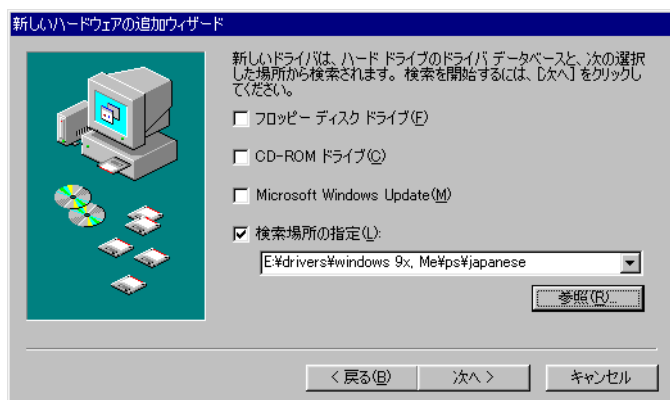 新しいハードウェアの追加ウィザード
新しいドライバは、ハード ドライブのドライバ データベースと、次の選択
した場所から検索されます。検索を開始するには、[次へ] をクリックし
てください。
フロッピー ディスク ドライブ(F)
CD-ROM ドライブ(C)
Microsoft Windows Update(M)
検索場所の指定(L):
E:¥drivers¥windows 9x, Me¥ps¥japanese
参照(R)...
< 戻る(B)
次へ >
キャンセル